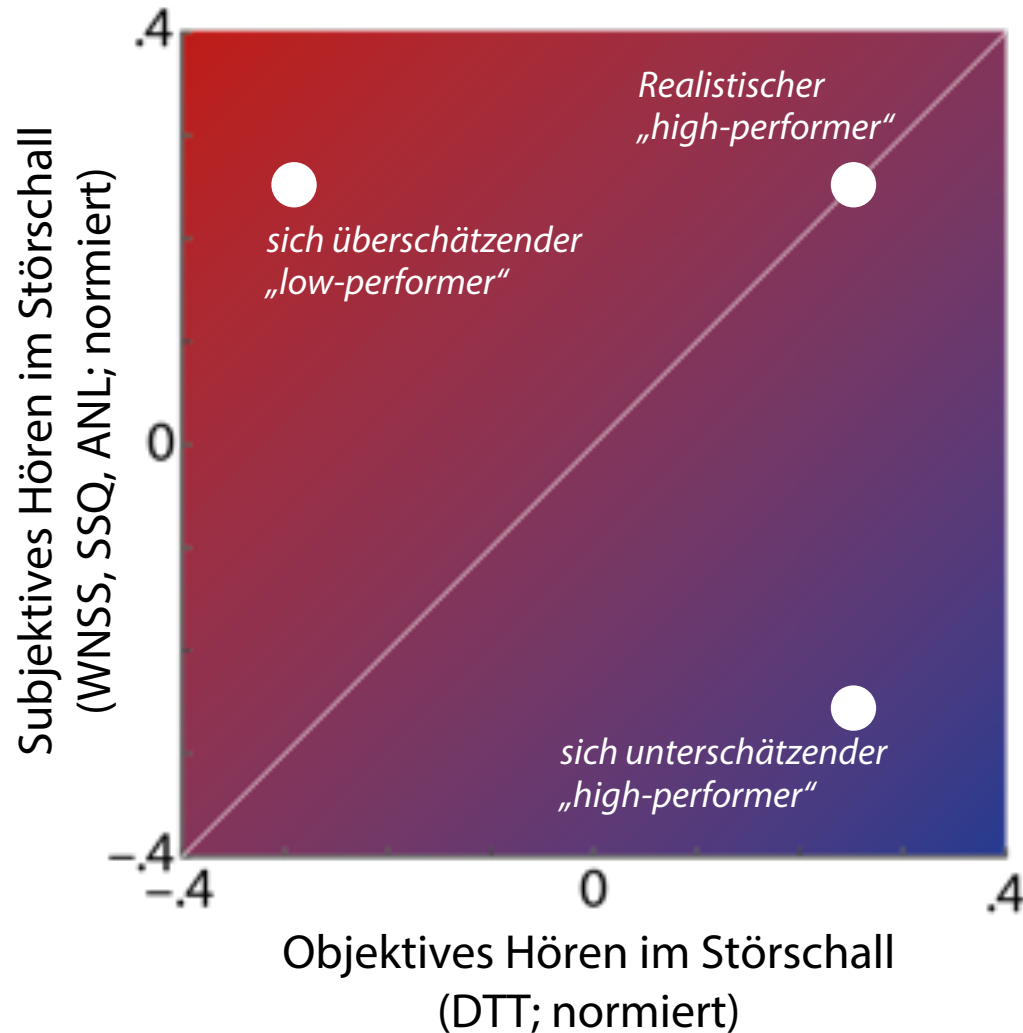 .4
Realistischer
„high-performer“
sich überschätzender
„low-performer“
Subjektives Hören im Störschall
(WNSS, SSQ, ANL; normiert)
0
sich unterschätzender
„high-performer“
–.4
–.4 0 .4
Objektives Hören im Störschall
(DTT; normiert)